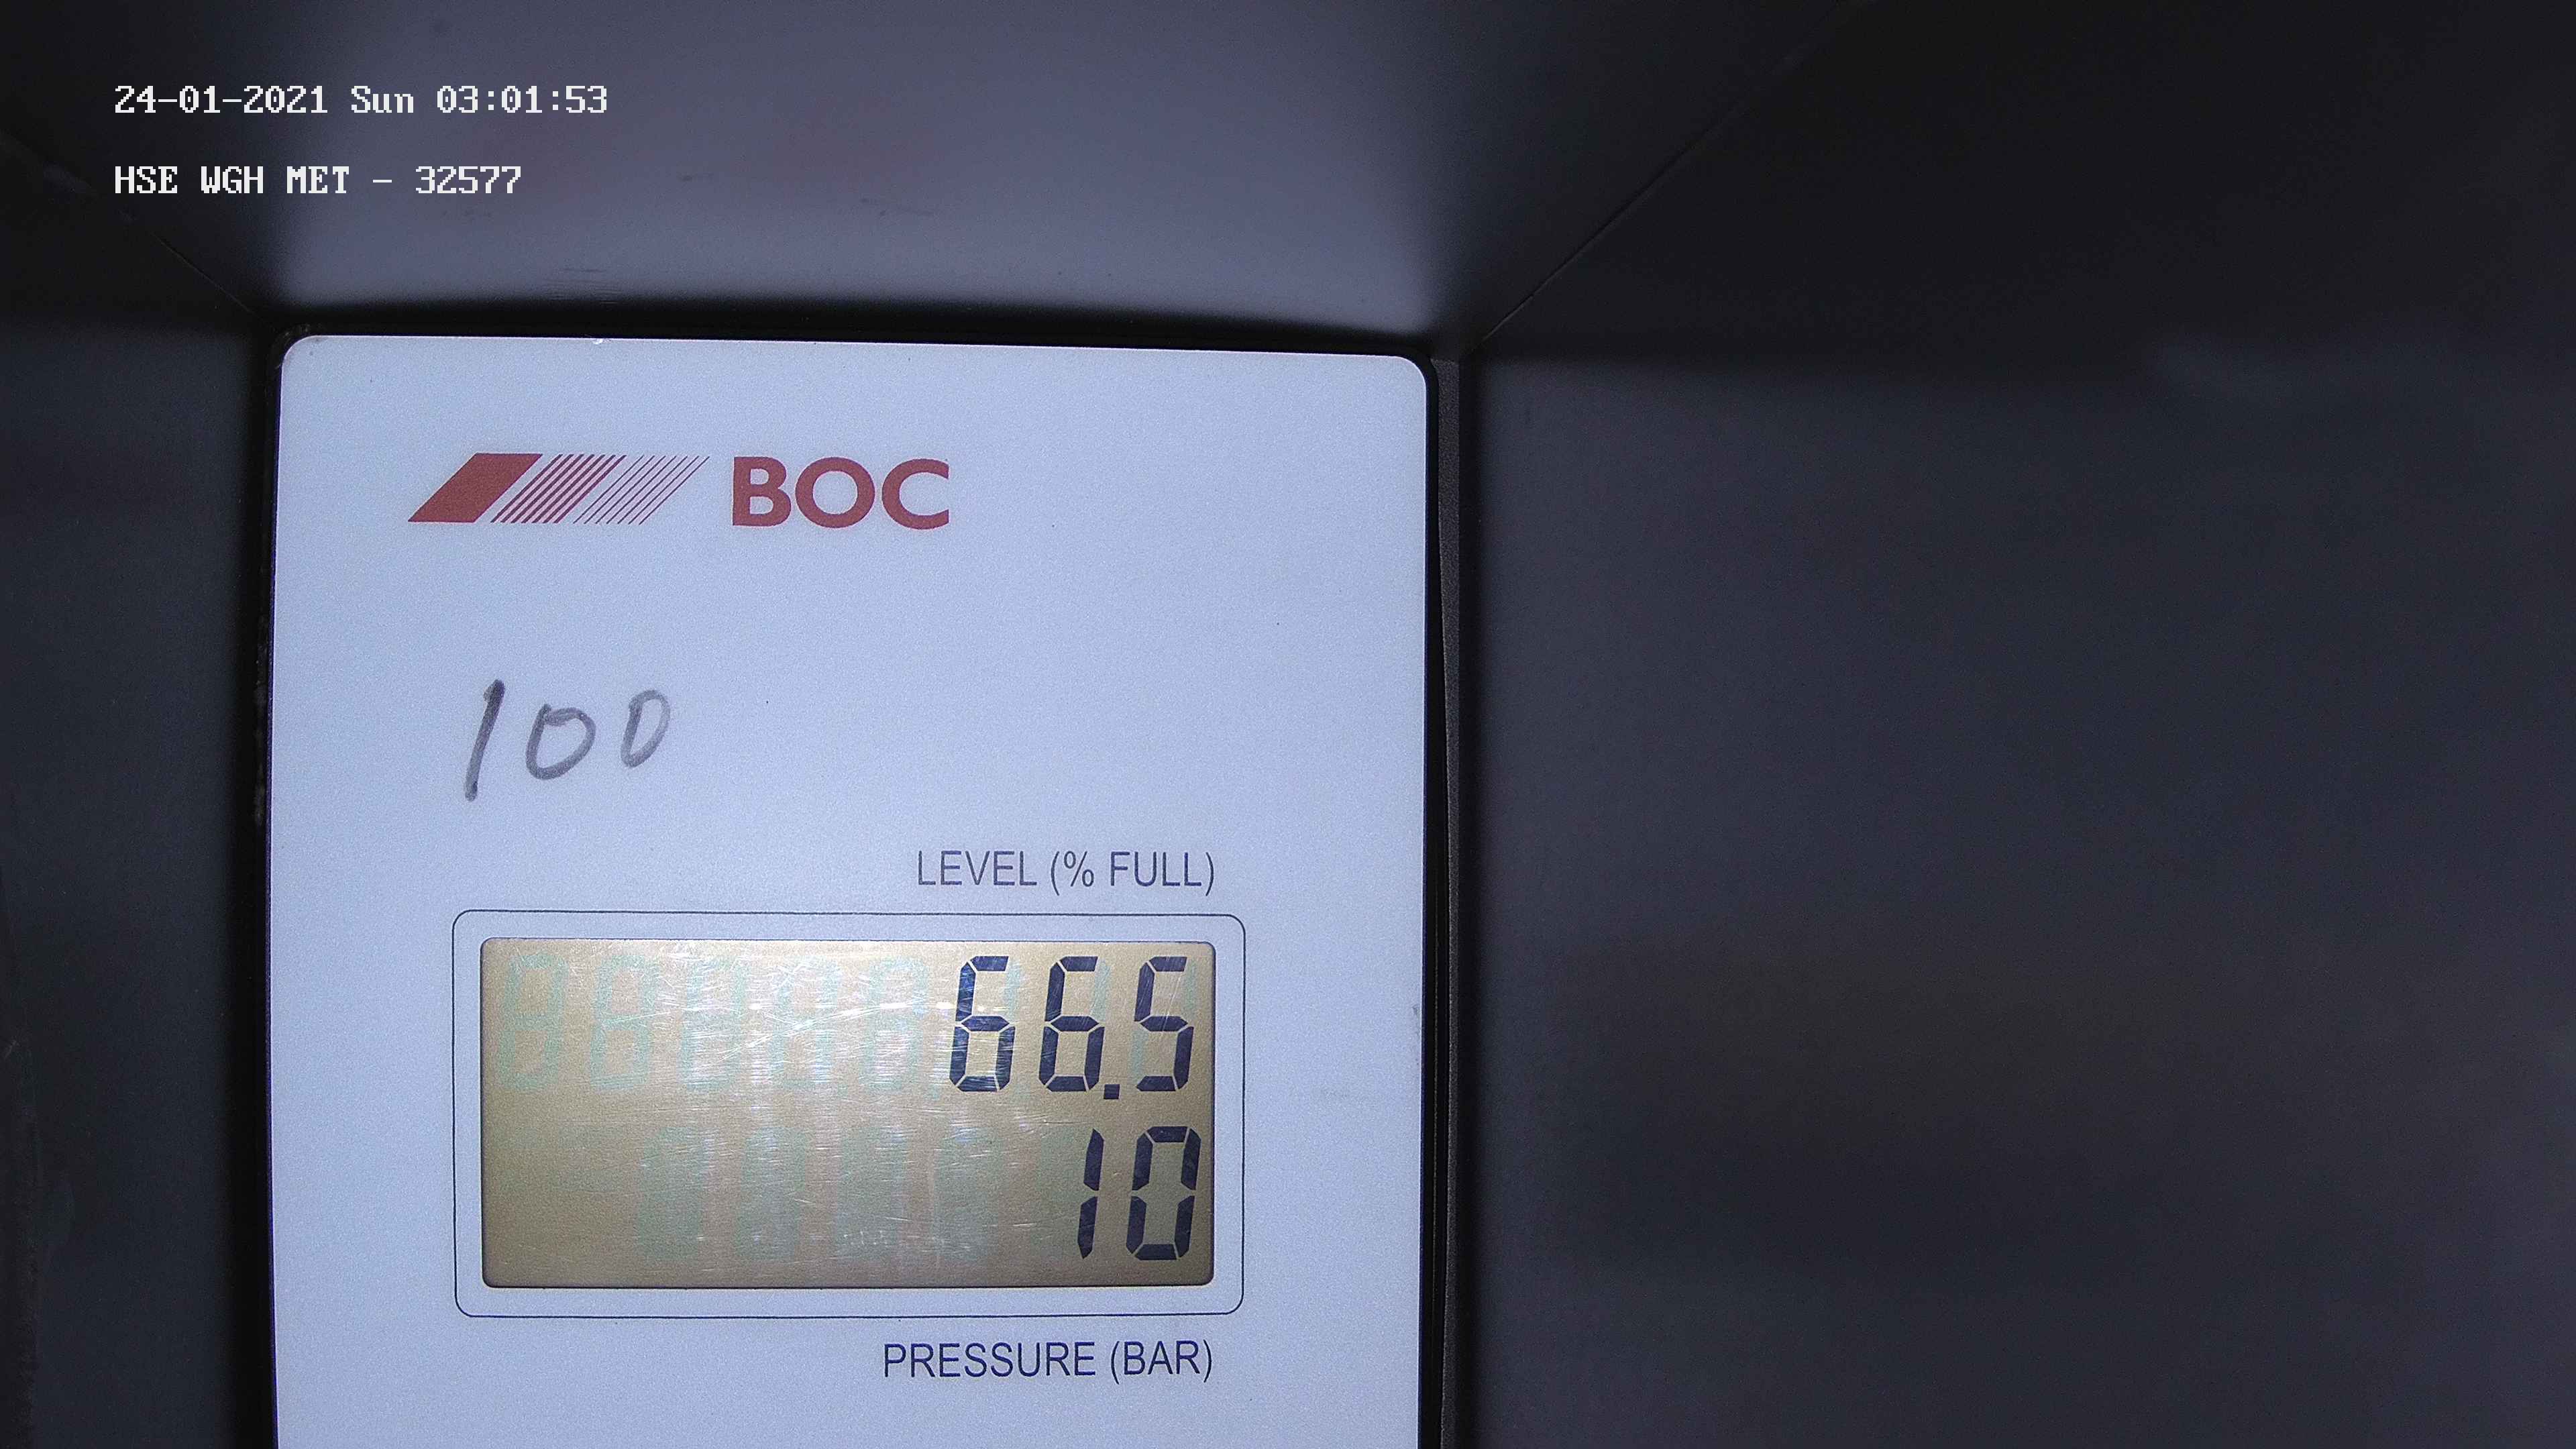 24-01-2021 Sun 03:01:53
HSE WGH MET - 32577
BOC
100
LEVEL (% FULL)
66.5
10
PRESSURE (BAR)